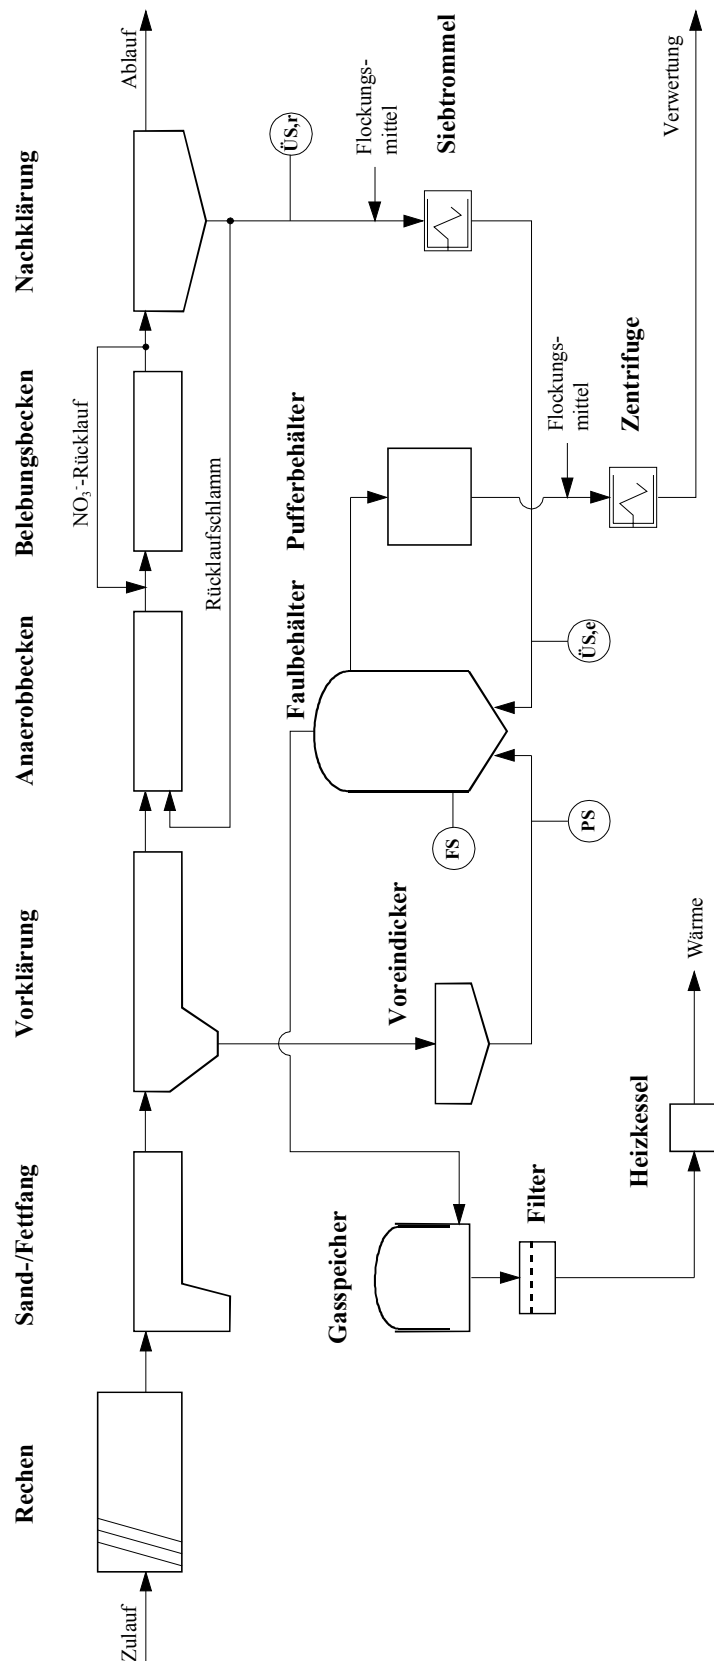 Rechen
Sand-/Fettfang
Vorklärung
Anaerobbecken
Belebungsbecken
Nachklärung
Zulauf
NO₃⁻-Rücklauf
Ablauf
Rücklaufschlamm
ÜS,r
Flockungs-
mittel
Siebtrommel
Faulbehälter
Pufferbehälter
Flockungs-
mittel
Zentrifuge
Verwertung
Gasspeicher
Voreindicker
FS
PS
ÜS,e
Filter
Heizkessel
Wärme